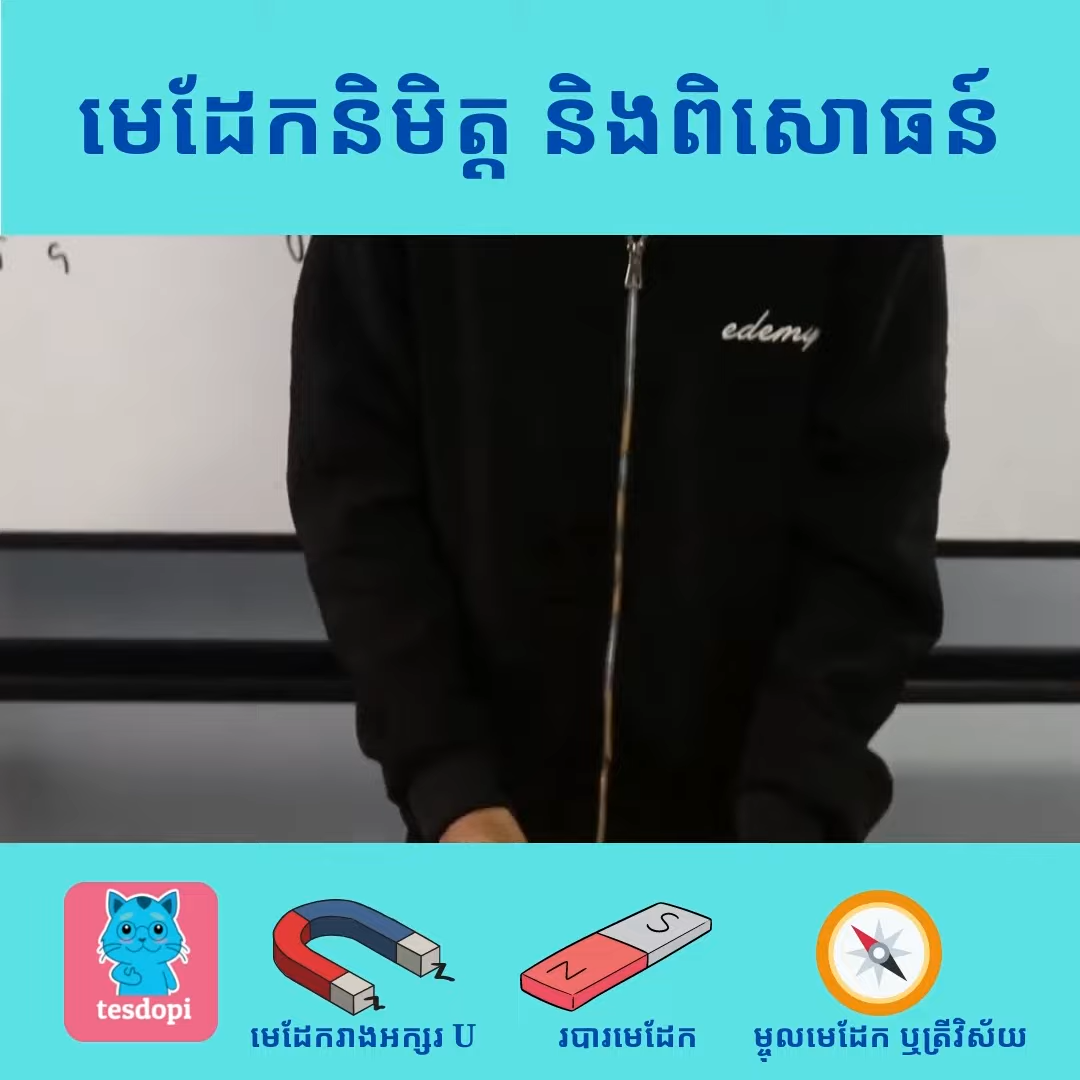 មេដែកនិមិត្ត និងពិសោធន៍
edemy
S
N
tesdopi
មេដែករាងអក្សរ U
របារមេដែក
ម្ចុលមេដែក ឬត្រីវិស័យ